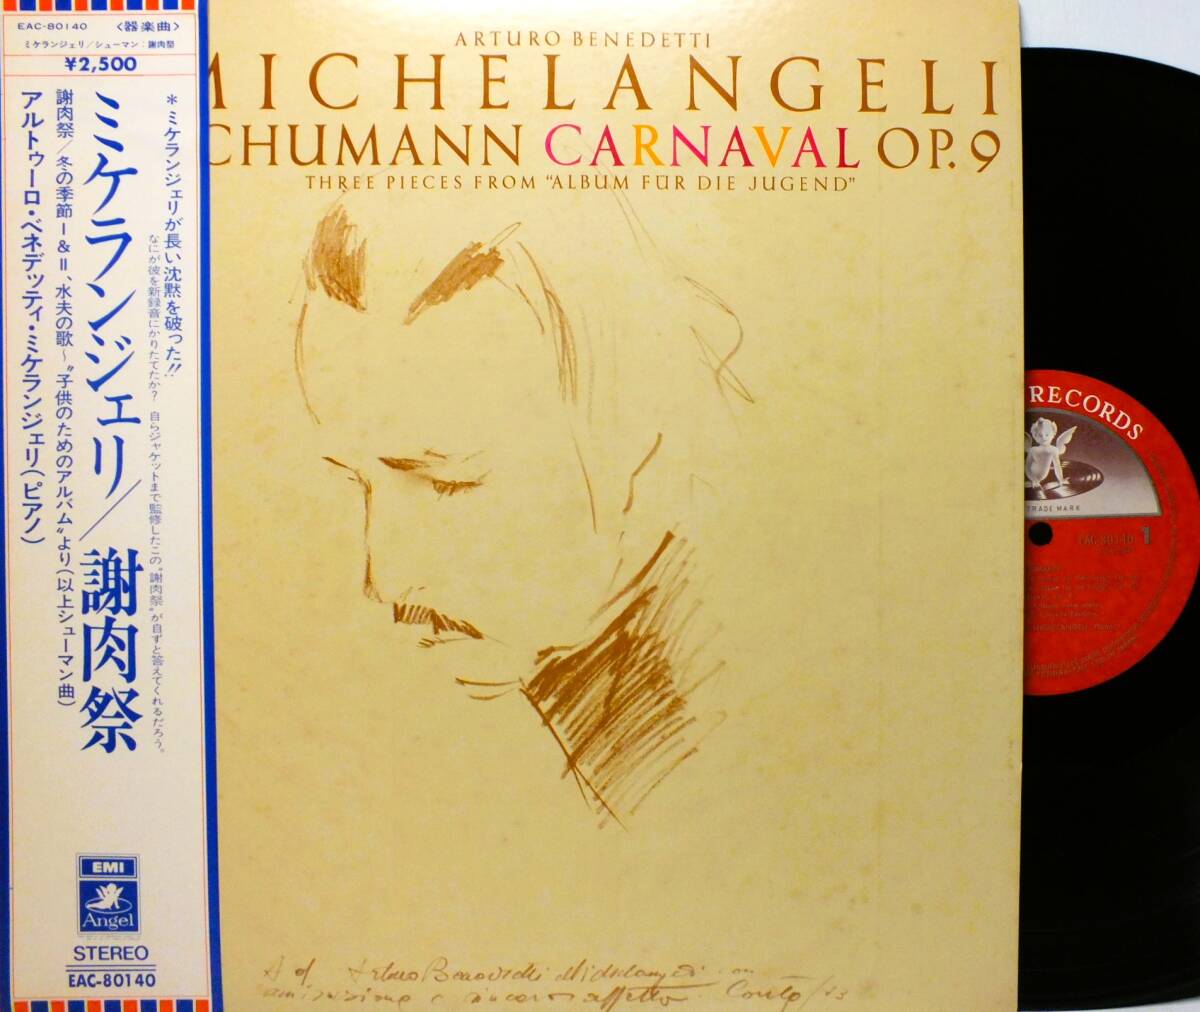 EAC-80140 〈器楽曲〉
ミケランジェリ/シューマン:謝肉祭
¥2,500
*ミケランジェリが長い沈黙を破った!!
なにが彼を新録音にかりたてたか? 自らジャケットまで監修したこの“謝肉祭”が自ずと答えてくれるだろう。
ミケランジェリ/謝肉祭
謝肉祭/冬の季節I&II、水夫の歌~“子供のためのアルバム”より(以上シューマン曲)
アルトゥーロ・ベネデッティ・ミケランジェリ(ピアノ)
EMI
Angel
STEREO
EAC-80140
ARTURO BENEDETTI
MICHELANGELI
CHUMANN CARNAVAL OP. 9
THREE PIECES FROM "ALBUM FÜR DIE JUGEND"
Arturo Benedetti Michelangeli
affetto
RECORDS
TRADE MARK
EAC-80140 1